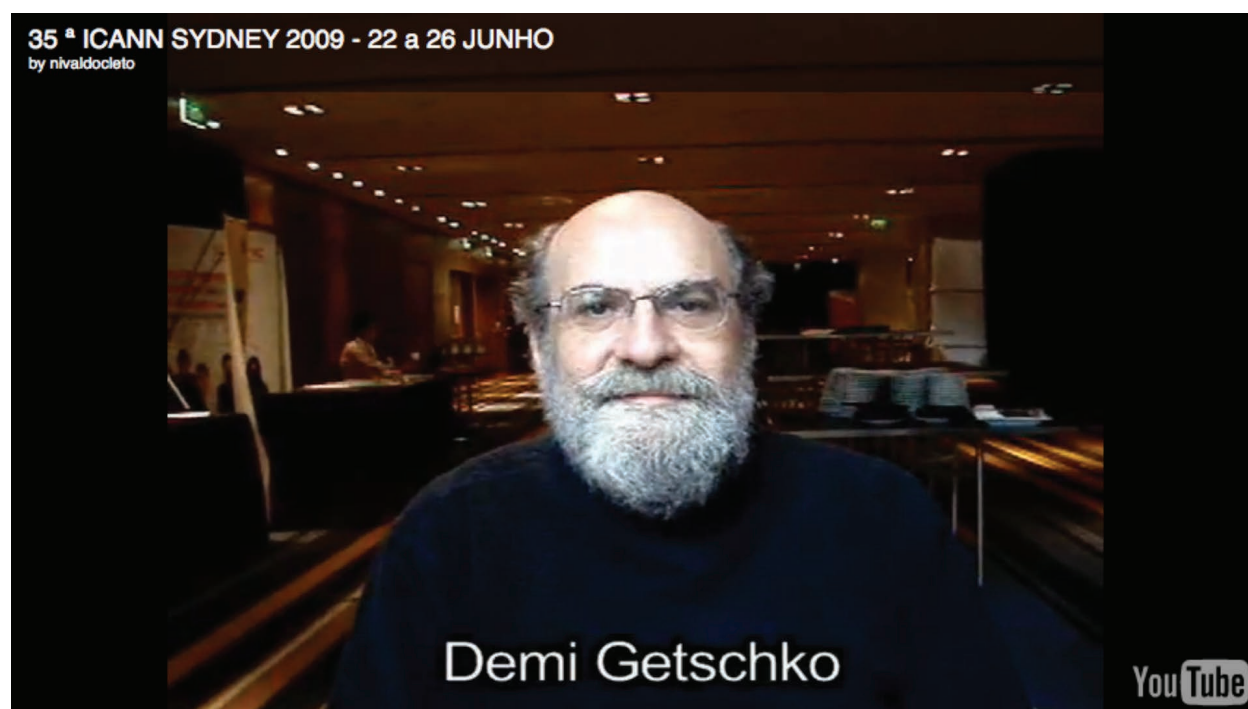 35 ª ICANN SYDNEY 2009 - 22 a 26 JUNHO
by nivaldocleto
Demi Getschko
YouTube